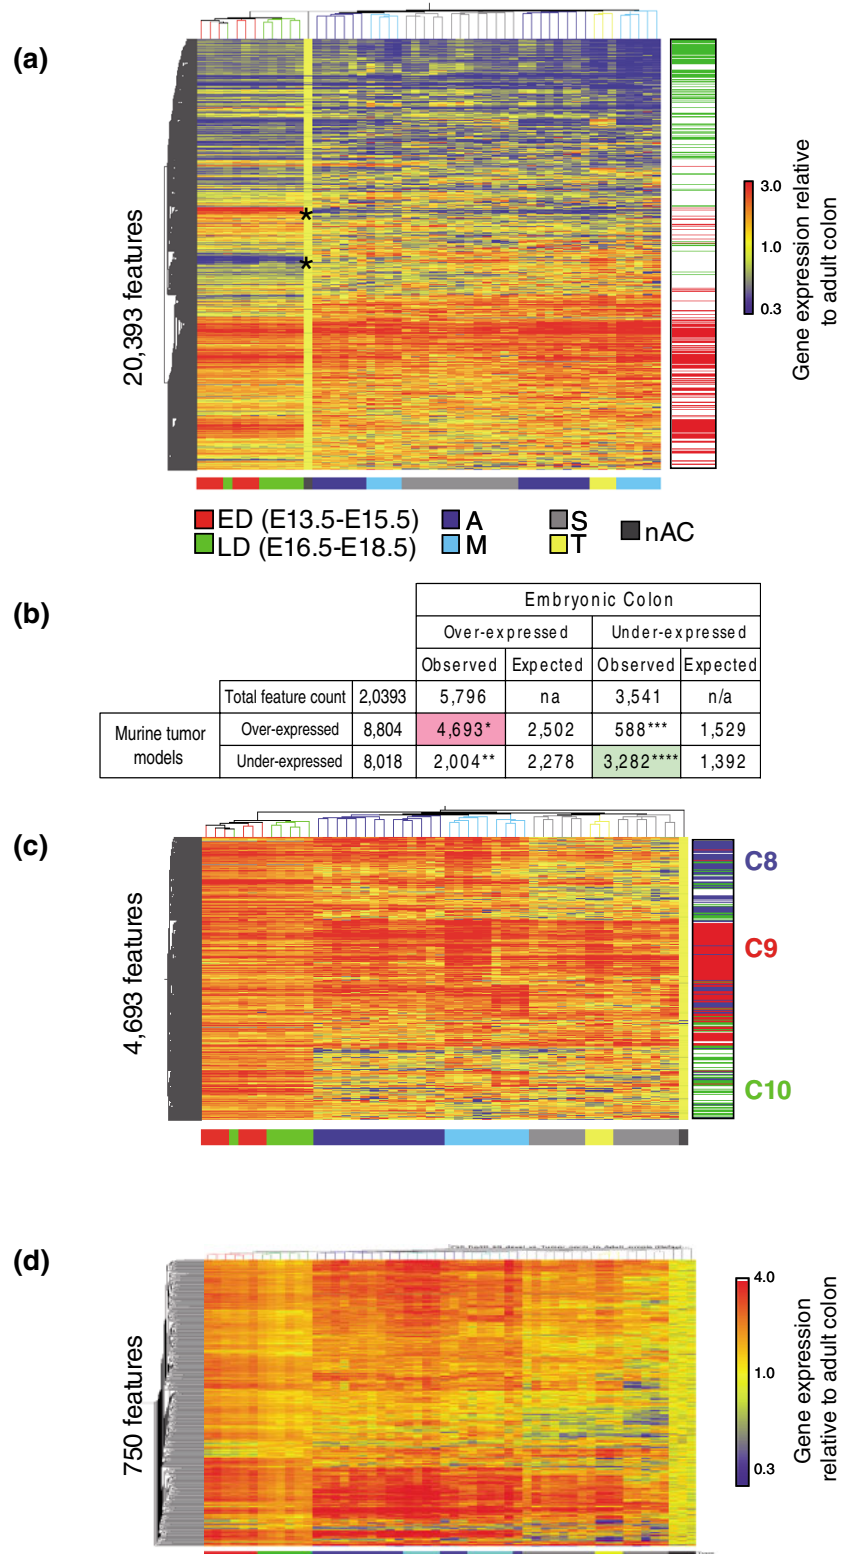 (a)
20,393 features
*
*
3.0
1.0
0.3
Gene expression relative
to adult colon
ED (E13.5-E15.5)
LD (E16.5-E18.5)
A
M
S
T
nAC
(b)
Embryonic Colon
Over-expressed Under-expressed
Observed Expected Observed Expected
Total feature count 2,0393 5,796 na 3,541 n/a
Murine tumor
models
Over-expressed 8,804 4,693* 2,502 588*** 1,529
Under-expressed 8,018 2,004** 2,278 3,282**** 1,392
(c)
4,693 features
C8
C9
C10
(d)
750 features
4.0
1.0
0.3
Gene expression
relative to adult colon